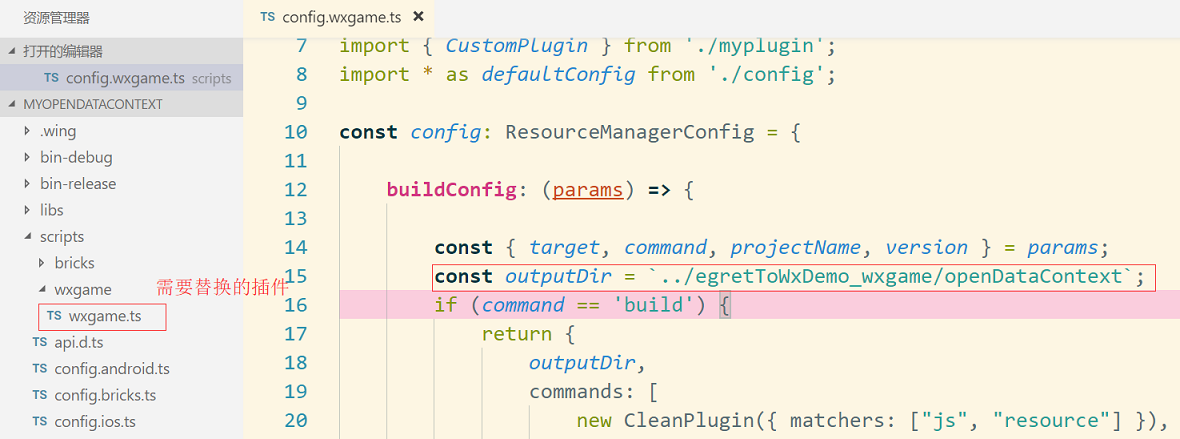 资源管理器
打开的编辑器
TS config.wxgame.ts scripts
MYOPENDATACONTEXT
.wing
bin-debug
bin-release
libs
scripts
bricks
wxgame
需要替换的插件
TS wxgame.ts
TS api.d.ts
TS config.android.ts
TS config.bricks.ts
TS config.ios.ts
TS config.wxgame.ts ×
7 import { CustomPlugin } from './myplugin';
8 import * as defaultConfig from './config';
9
10 const config: ResourceManagerConfig = {
11
12 buildConfig: (params) => {
13
14 const { target, command, projectName, version } = params;
15 const outputDir = `../egretToWxDemo_wxgame/openDataContext`;
16 if (command == 'build') {
17 return {
18 outputDir,
19 commands: [
20 new CleanPlugin({ matchers: ["js", "resource"] }),